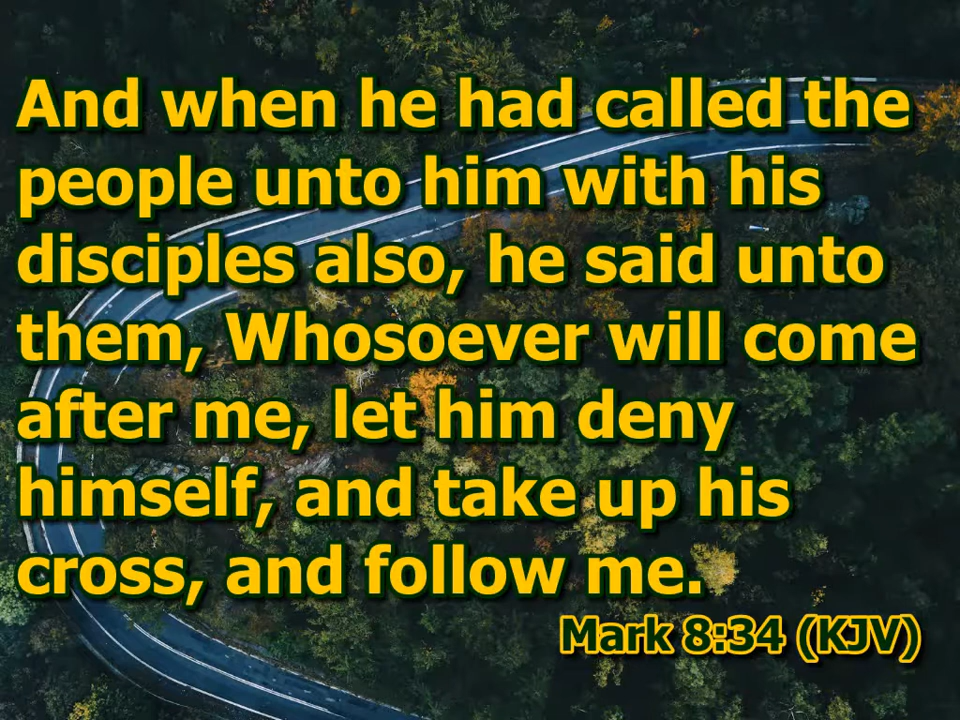 And when he had called the
people unto him with his
disciples also, he said unto
them, Whosoever will come
after me, let him deny
himself, and take up his
cross, and follow me.
Mark 8:34 (KJV)